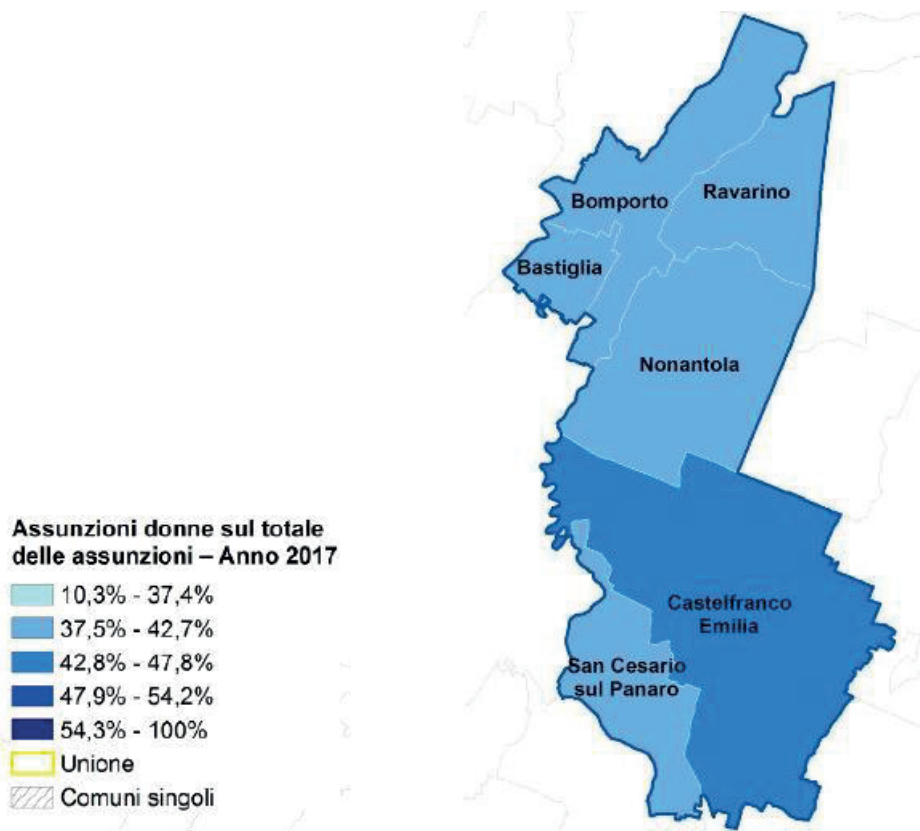 Bomporto
Ravarino
Bastiglia
Nonantola
Castelfranco
Emilia
San Cesario
sul Panaro
Assunzioni donne sul totale
delle assunzioni – Anno 2017
10,3% - 37,4%
37,5% - 42,7%
42,8% - 47,8%
47,9% - 54,2%
54,3% - 100%
Unione
Comuni singoli